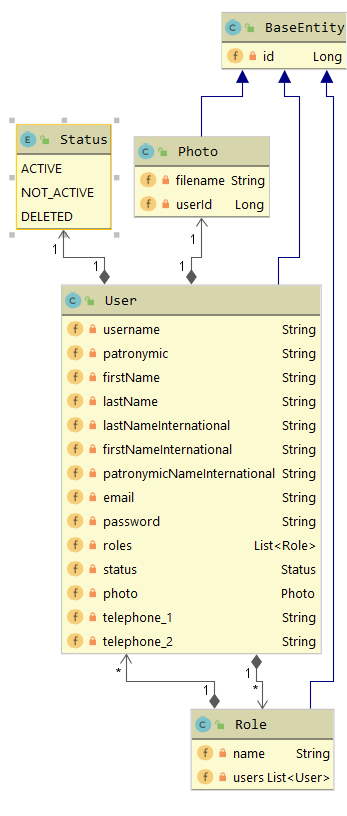 C BaseEntity
f id Long
E Status
ACTIVE
NOT_ACTIVE
DELETED
C Photo
f filename String
f userId Long
1
1
1
1
C User
f username String
f patronymic String
f firstName String
f lastName String
f lastNameInternational String
f firstNameInternational String
f patronymicNameInternational String
f email String
f password String
f roles List<Role>
f status Status
f photo Photo
f telephone_1 String
f telephone_2 String
*
1
1
*
C Role
f name String
f users List<User>